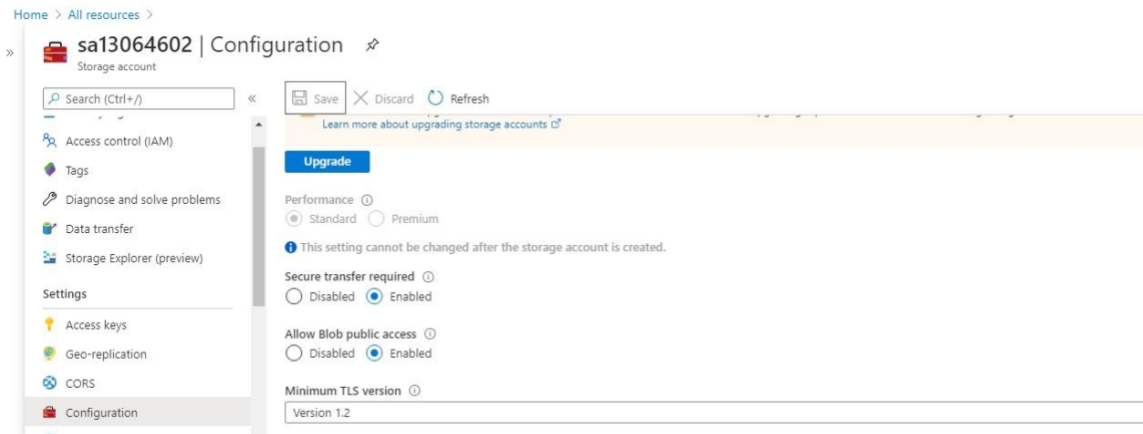 Home > All resources >
»
sa13064602 | Configuration
Storage account
Search (Ctrl+/)
«
Access control (IAM)
Tags
Diagnose and solve problems
Data transfer
Storage Explorer (preview)
Settings
Access keys
Geo-replication
CORS
Configuration
Save Discard Refresh
Learn more about upgrading storage accounts
Upgrade
Performance
Standard Premium
This setting cannot be changed after the storage account is created.
Secure transfer required
Disabled Enabled
Allow Blob public access
Disabled Enabled
Minimum TLS version
Version 1.2